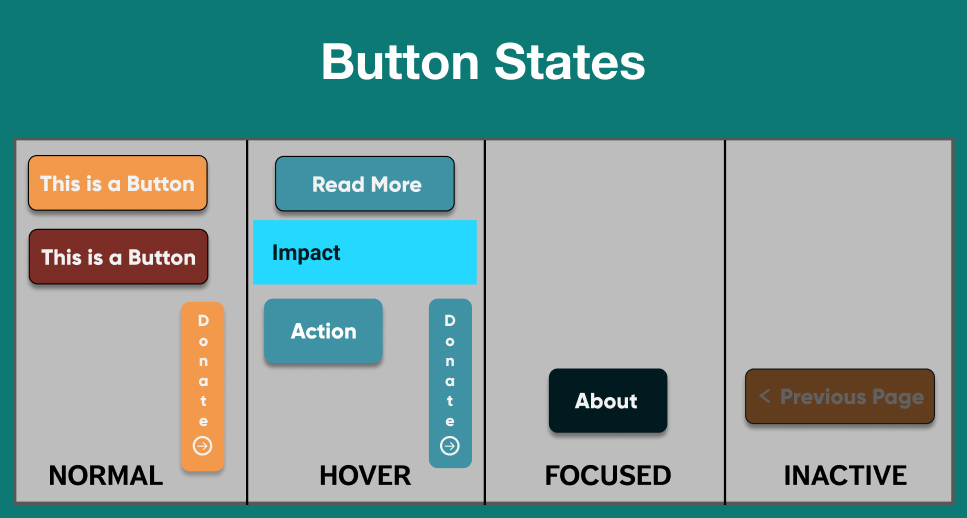 Button States
This is a Button
This is a Button
Donate
NORMAL
Read More
Impact
Action
Donate
HOVER
About
FOCUSED
< Previous Page
INACTIVE